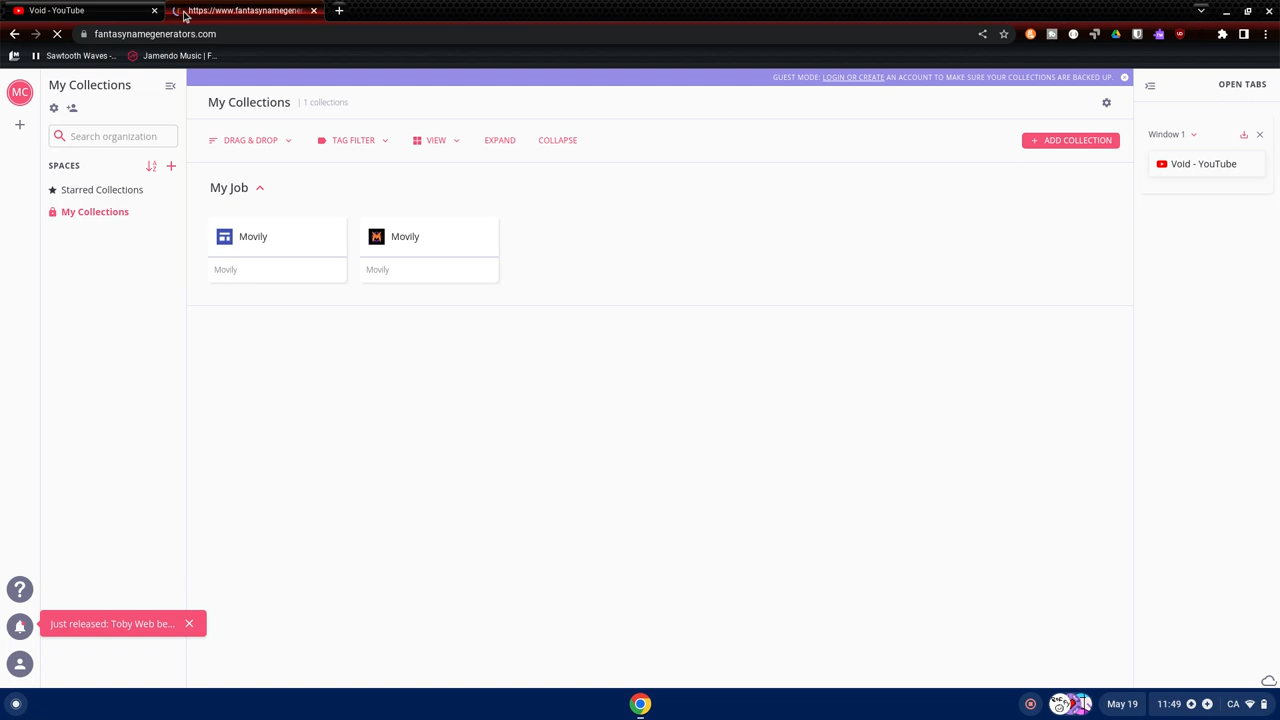 Void - YouTube
https://www.fantasynamegener
fantasynamegenerators.com
Sawtooth Waves -...
Jamendo Music | F...
MC
My Collections
Search organization
SPACES
Starred Collections
My Collections
GUEST MODE: LOGIN OR CREATE AN ACCOUNT TO MAKE SURE YOUR COLLECTIONS ARE BACKED UP.
My Collections | 1 collections
DRAG & DROP
TAG FILTER
VIEW
EXPAND
COLLAPSE
ADD COLLECTION
My Job
Movily
Movily
Movily
Movily
OPEN TABS
Window 1
Void - YouTube
Just released: Toby Web be...
May 19
11:49
CA